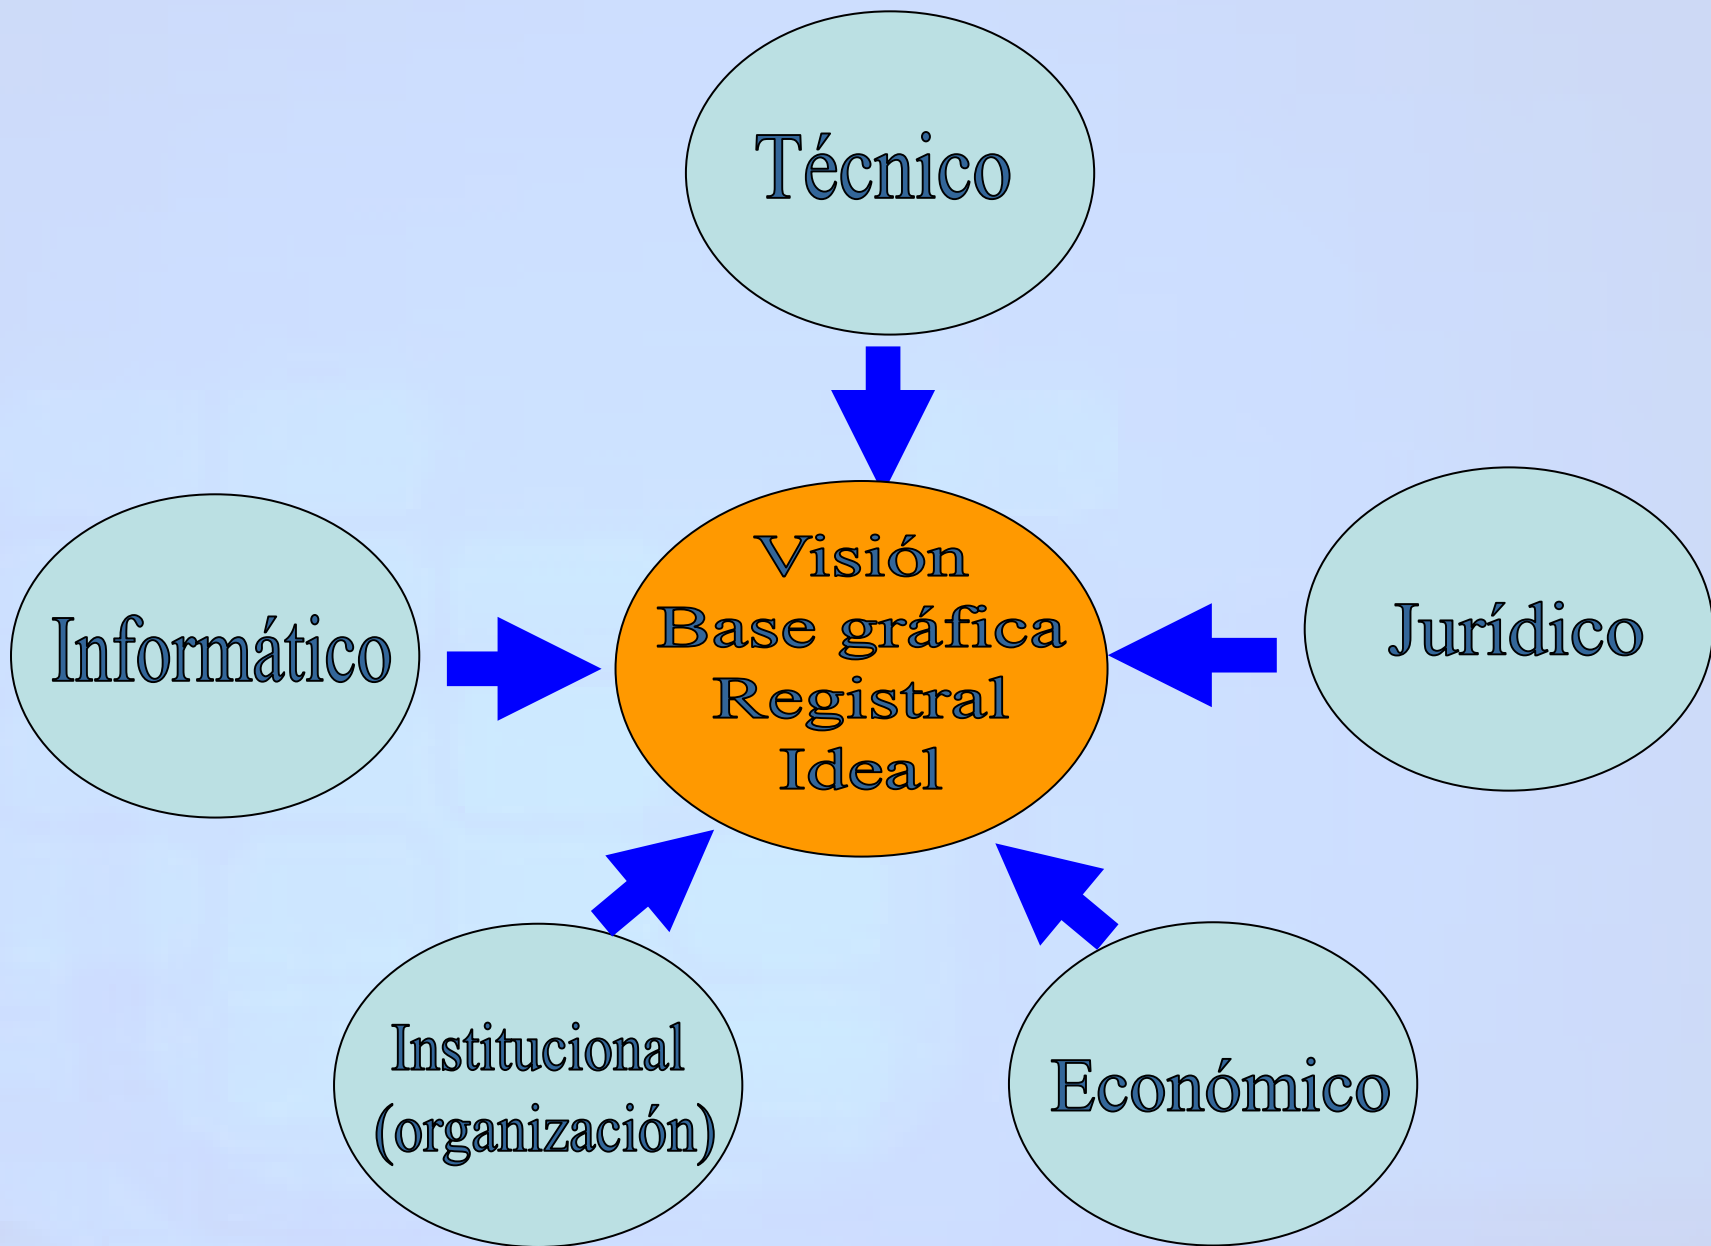 Técnico
Informático
Visión
Base gráfica
Registral
Ideal
Jurídico
Institucional
(organización)
Económico